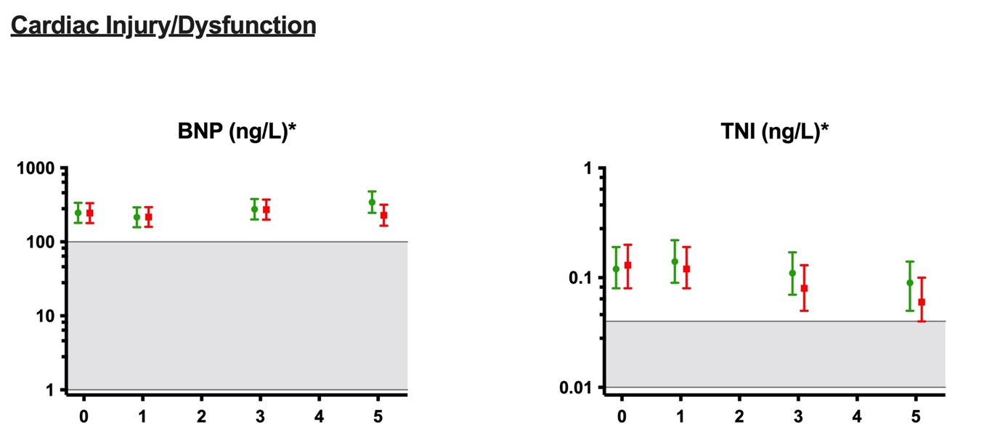 Cardiac Injury/Dysfunction
BNP (ng/L)*
1000
100
10
1
0 1 2 3 4 5
TNI (ng/L)*
1
0.1
0.01
0 1 2 3 4 5